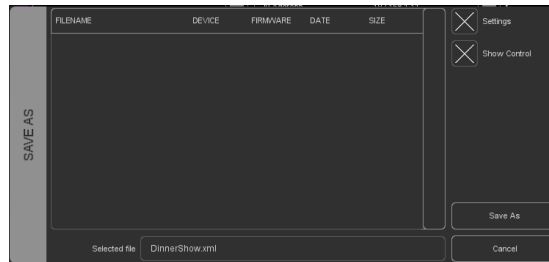 FILENAME DEVICE FIRMWARE DATE SIZE
Settings
Show Control
SAVE AS
Save As
Selected file DinnerShow.xml
Cancel